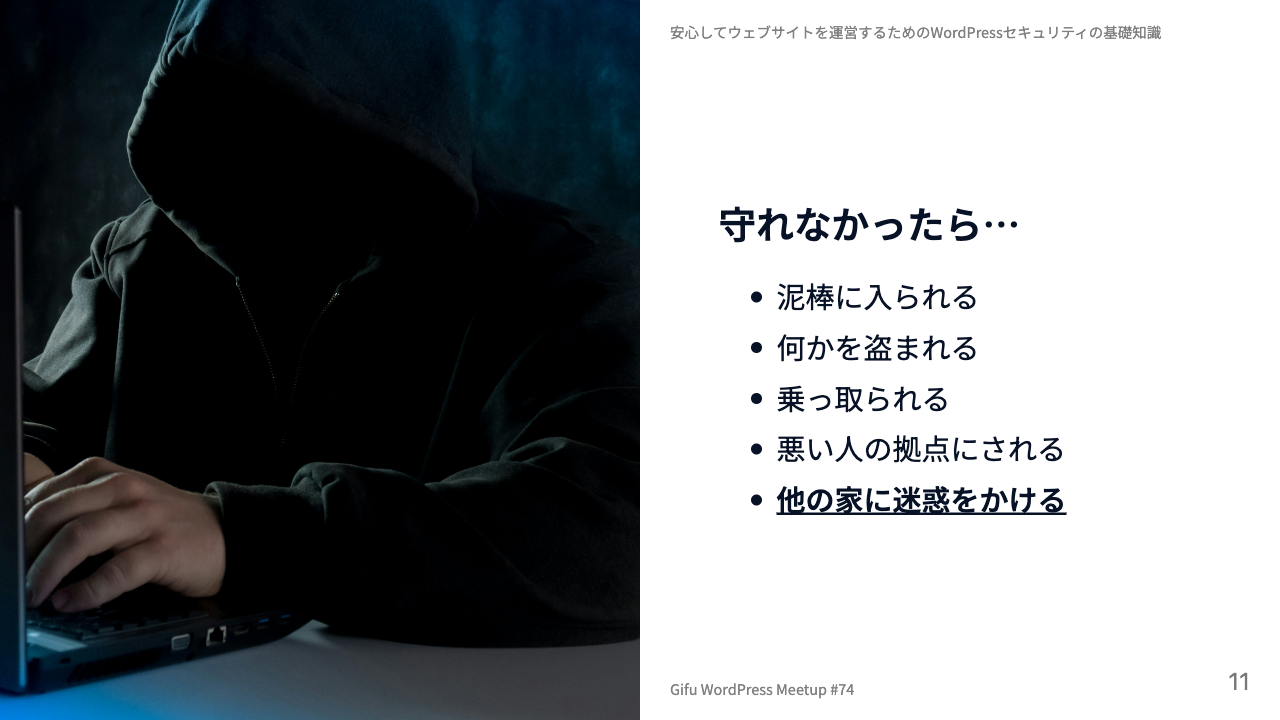 安心してウェブサイトを運営するためのWordPressセキュリティの基礎知識
守れなかったら…
• 泥棒に入られる
• 何かを盗まれる
• 乗っ取られる
• 悪い人の拠点にされる
• 他の家に迷惑をかける
Gifu WordPress Meetup #74
11